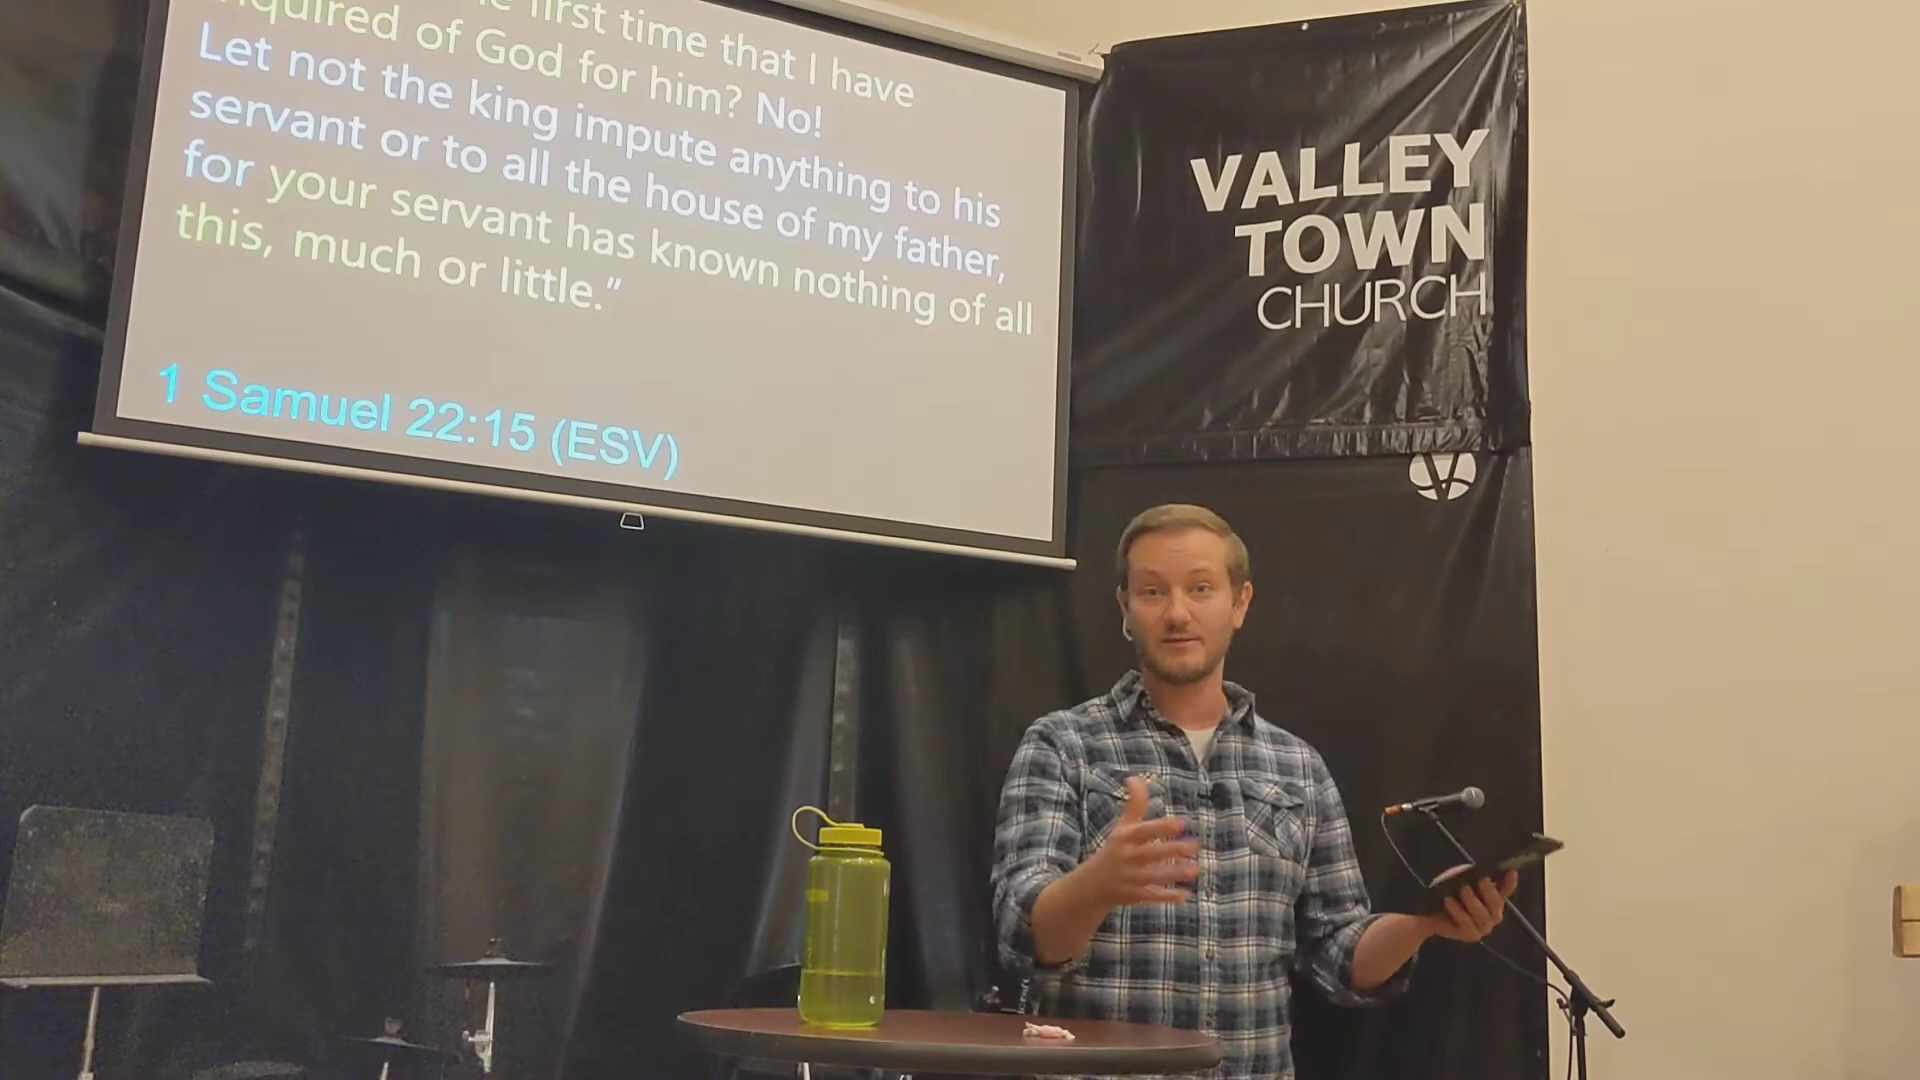 first time that I have
inquired of God for him? No!
Let not the king impute anything to his
servant or to all the house of my father,
for your servant has known nothing of all
this, much or little.“
1 Samuel 22:15 (ESV)
VALLEY
TOWN
CHURCH